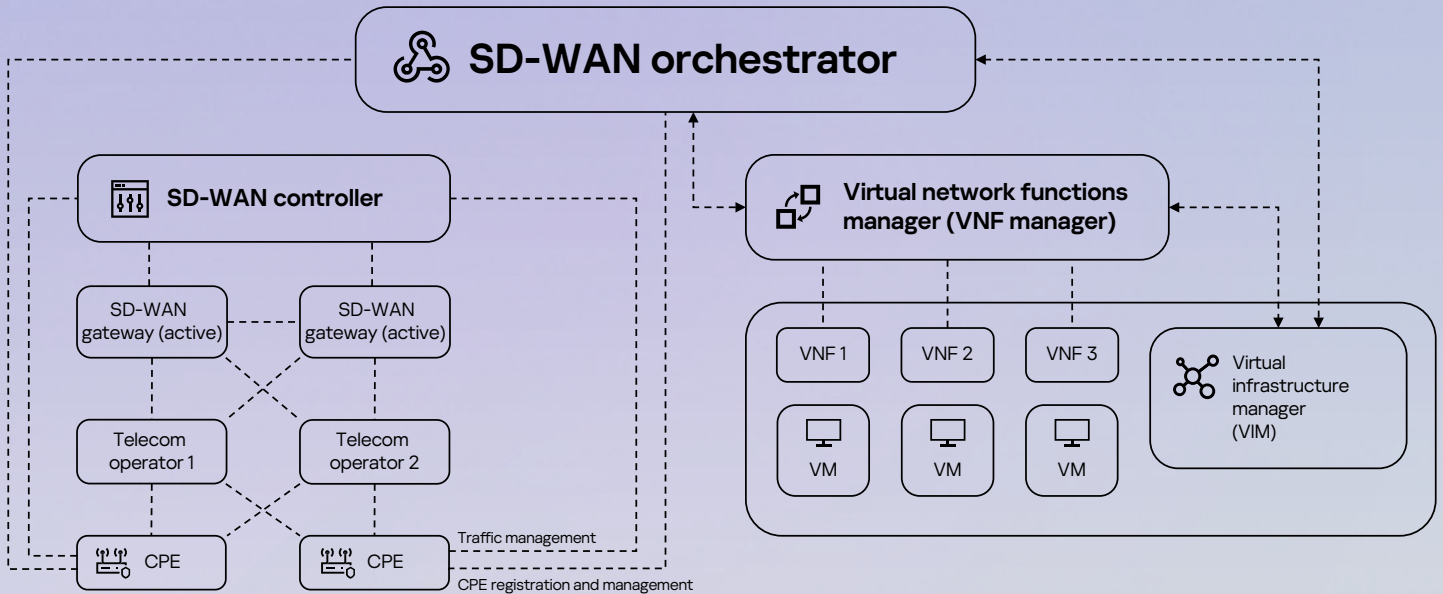 SD-WAN orchestrator
SD-WAN controller
Virtual network functions
manager (VNF manager)
SD-WAN
gateway (active)
SD-WAN
gateway (active)
VNF 1
VNF 2
VNF 3
Virtual
infrastructure
manager
(VIM)
Telecom
operator 1
Telecom
operator 2
VM
VM
VM
Traffic management
CPE
CPE
CPE registration and management